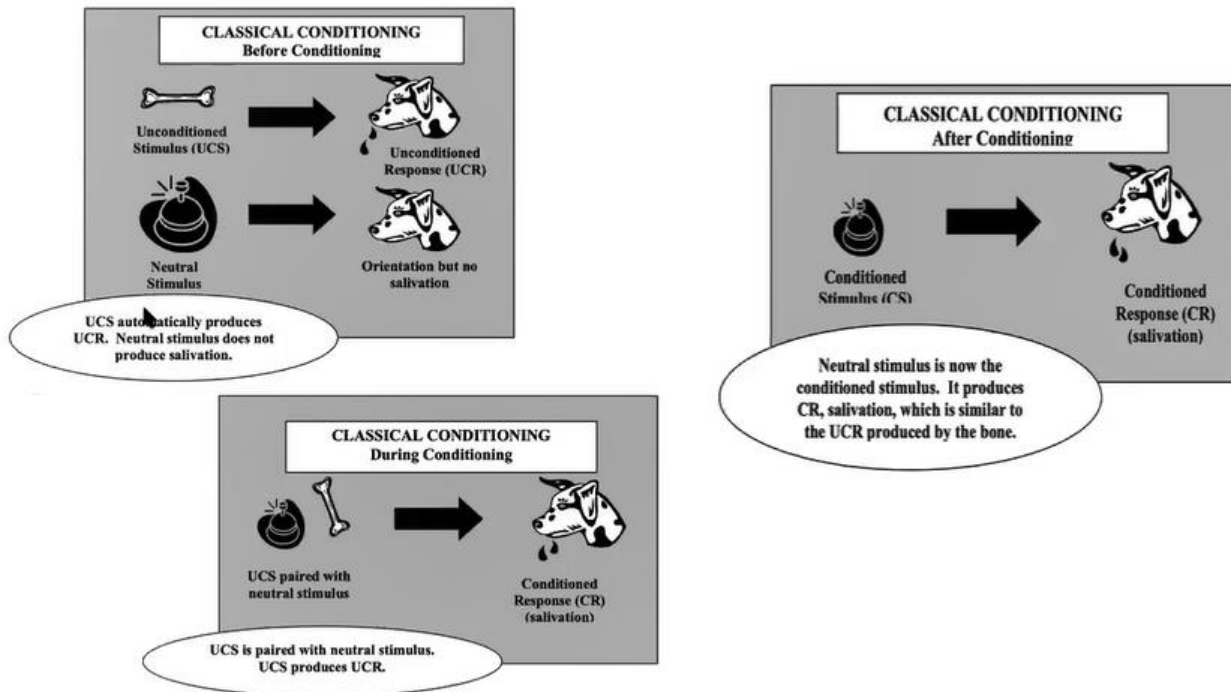 CLASSICAL CONDITIONING
Before Conditioning
Unconditioned
Stimulus (UCS)
Unconditioned
Response (UCR)
Neutral
Stimulus
Orientation but no
salivation
UCS automatically produces
UCR. Neutral stimulus does not
produce salivation.
CLASSICAL CONDITIONING
During Conditioning
UCS paired with
neutral stimulus
Conditioned
Response (CR)
(salivation)
UCS is paired with neutral stimulus.
UCS produces UCR.
CLASSICAL CONDITIONING
After Conditioning
Conditioned
Stimulus (CS)
Conditioned
Response (CR)
(salivation)
Neutral stimulus is now the
conditioned stimulus. It produces
CR, salivation, which is similar to
the UCR produced by the bone.